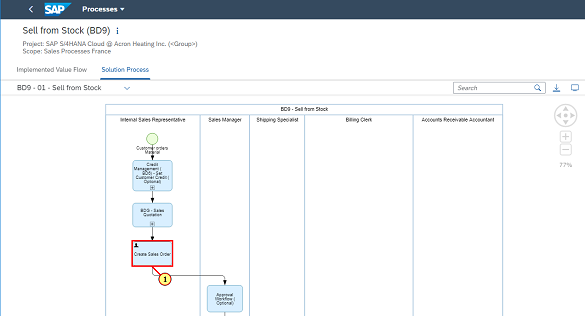 SAP Processes
Sell from Stock (BD9)
Project: SAP S/4HANA Cloud @ Acron Heating Inc. (<Group>)
Scope: Sales Processes France
Implemented Value Flow Solution Process
BD9 - 01 - Sell from Stock Search
BD9 - Sell from Stock
Internal Sales Representative Sales Manager Shipping Specialist Billing Clerk Accounts Receivable Accountant
Customer orders
Material
Credit
Management (
Set
Customer Credit (
Optional)
BDG - Sales
Quotation
Create Sales Order
1
Approval
Workflow (
Optional)
77%